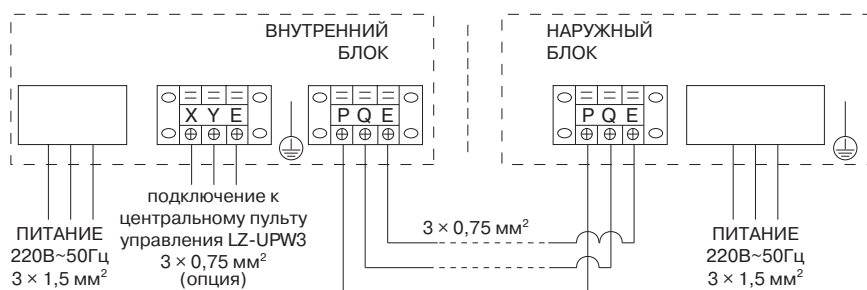 ВНУТРЕННИЙ
БЛОК
НАРУЖНЫЙ
БЛОК
X Y E
P Q E
P Q E
подключение к
центральному пульту
управления LZ-UPW3
3 × 0,75 мм²
(опция)
ПИТАНИЕ
220В~50Гц
3 × 1,5 мм²
3 × 0,75 мм²
ПИТАНИЕ
220В~50Гц
3 × 1,5 мм²